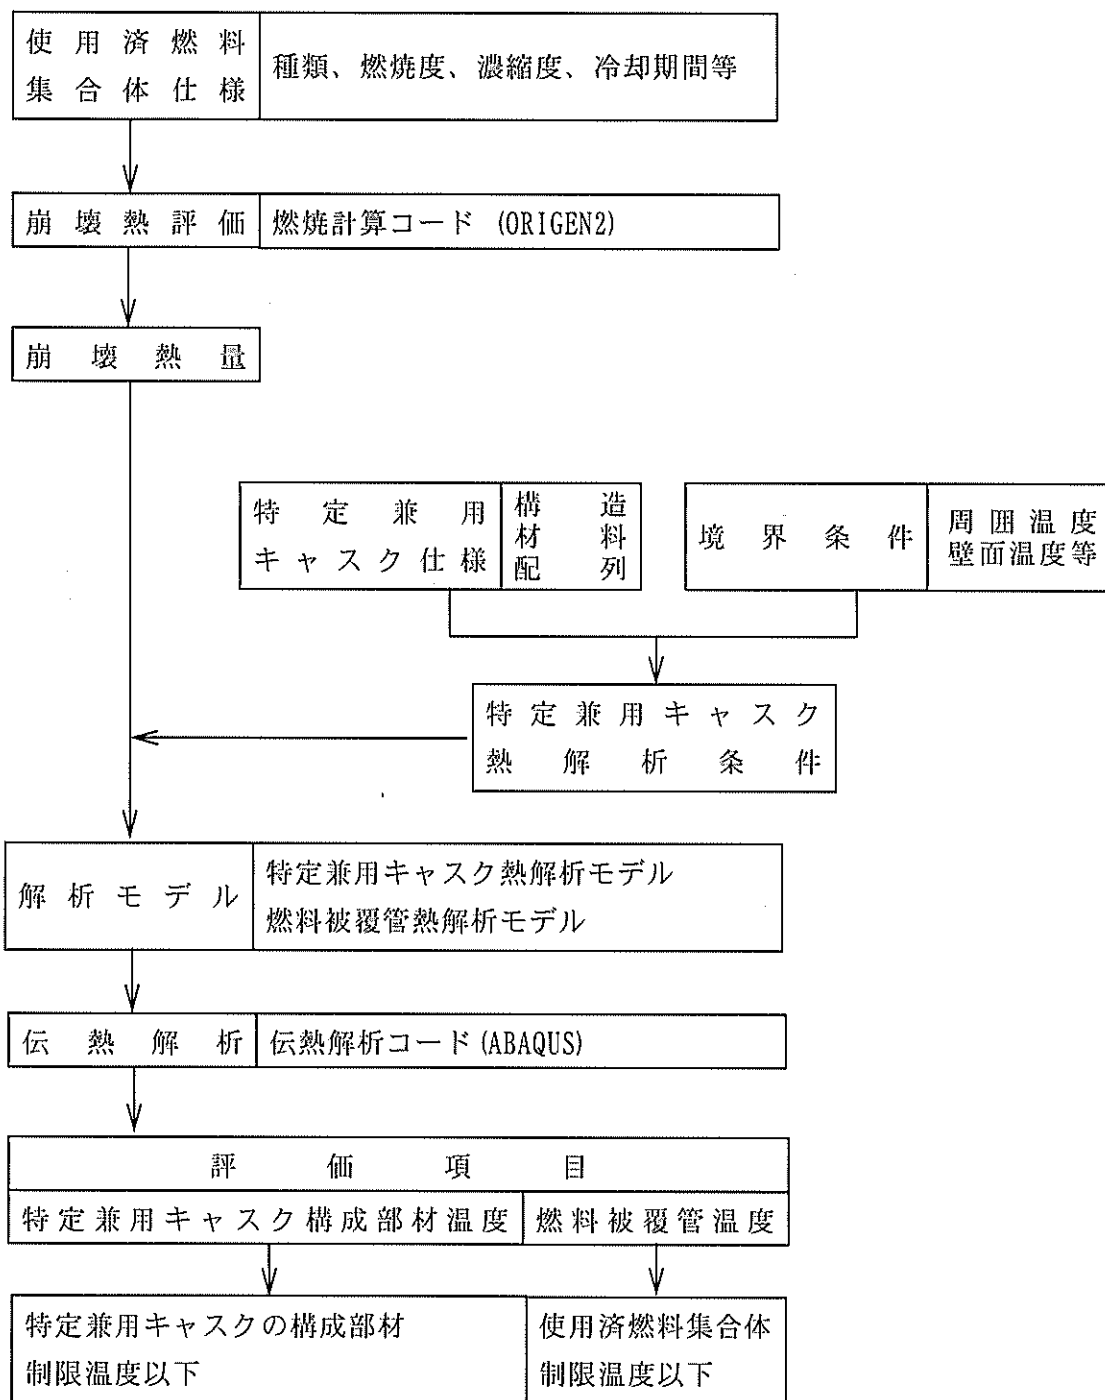 使用済燃料
集合体仕様
種類、燃焼度、濃縮度、冷却期間等
崩壊熱評価
燃焼計算コード (ORIGEN2)
崩壊熱量
特定兼用
キャスク仕様
構造
材料
配列
境界条件
周囲温度
壁面温度等
特定兼用キャスク
熱解析条件
解析モデル
特定兼用キャスク熱解析モデル
燃料被覆管熱解析モデル
伝熱解析
伝熱解析コード(ABAQUS)
評価項目
特定兼用キャスク構成部材温度
燃料被覆管温度
特定兼用キャスクの構成部材
制限温度以下
使用済燃料集合体
制限温度以下